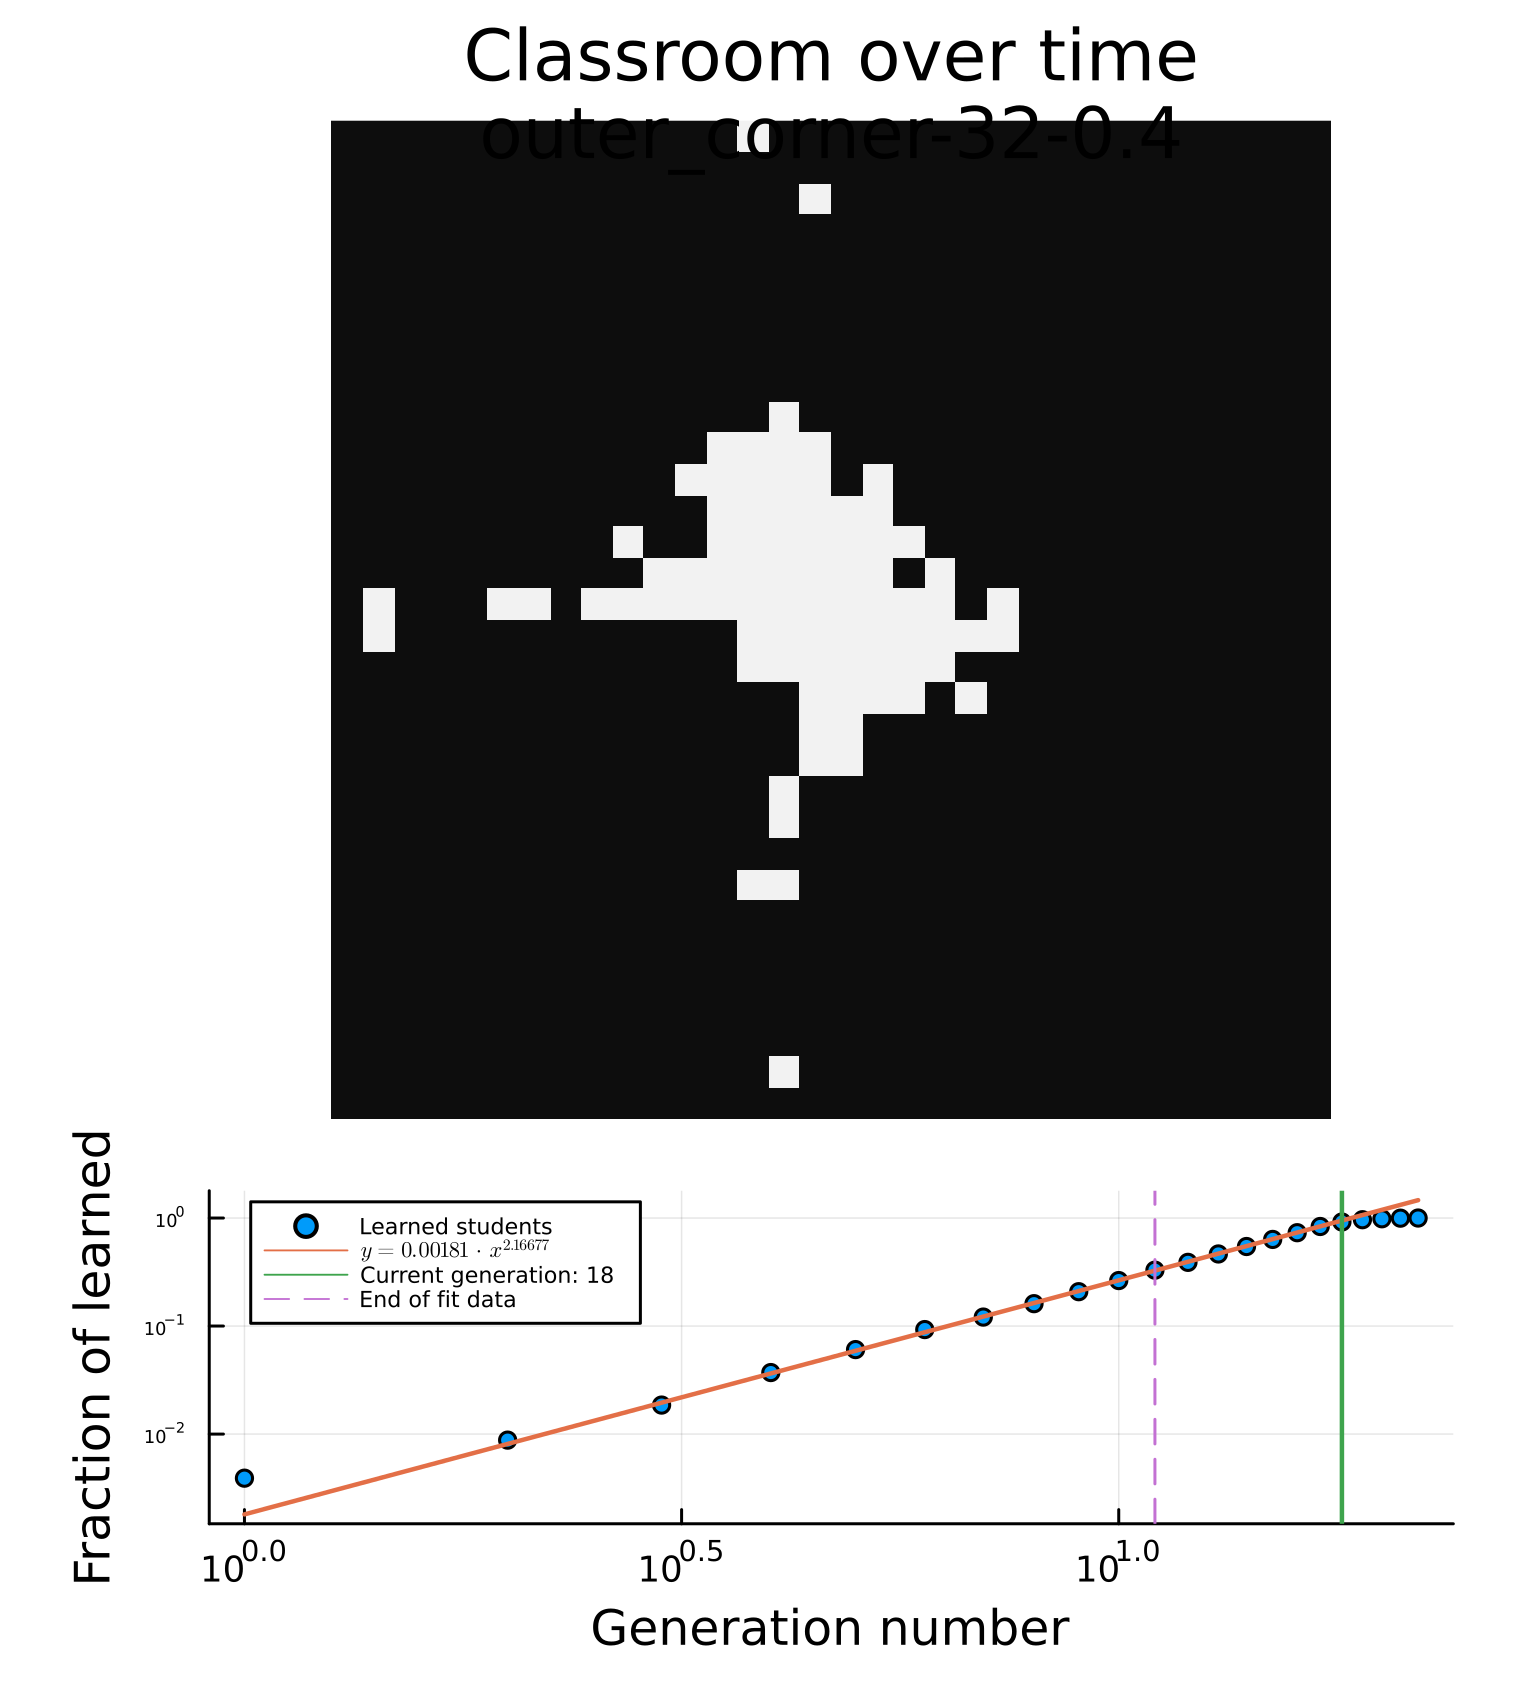 Classroom over time
outer_corner-32-0.4
Fraction of learned
10⁰
10⁻¹
10⁻²
Learned students
y = 0.00181 · x^2.16677
Current generation: 18
End of fit data
10^0.0 10^0.5 10^1.0
Generation number